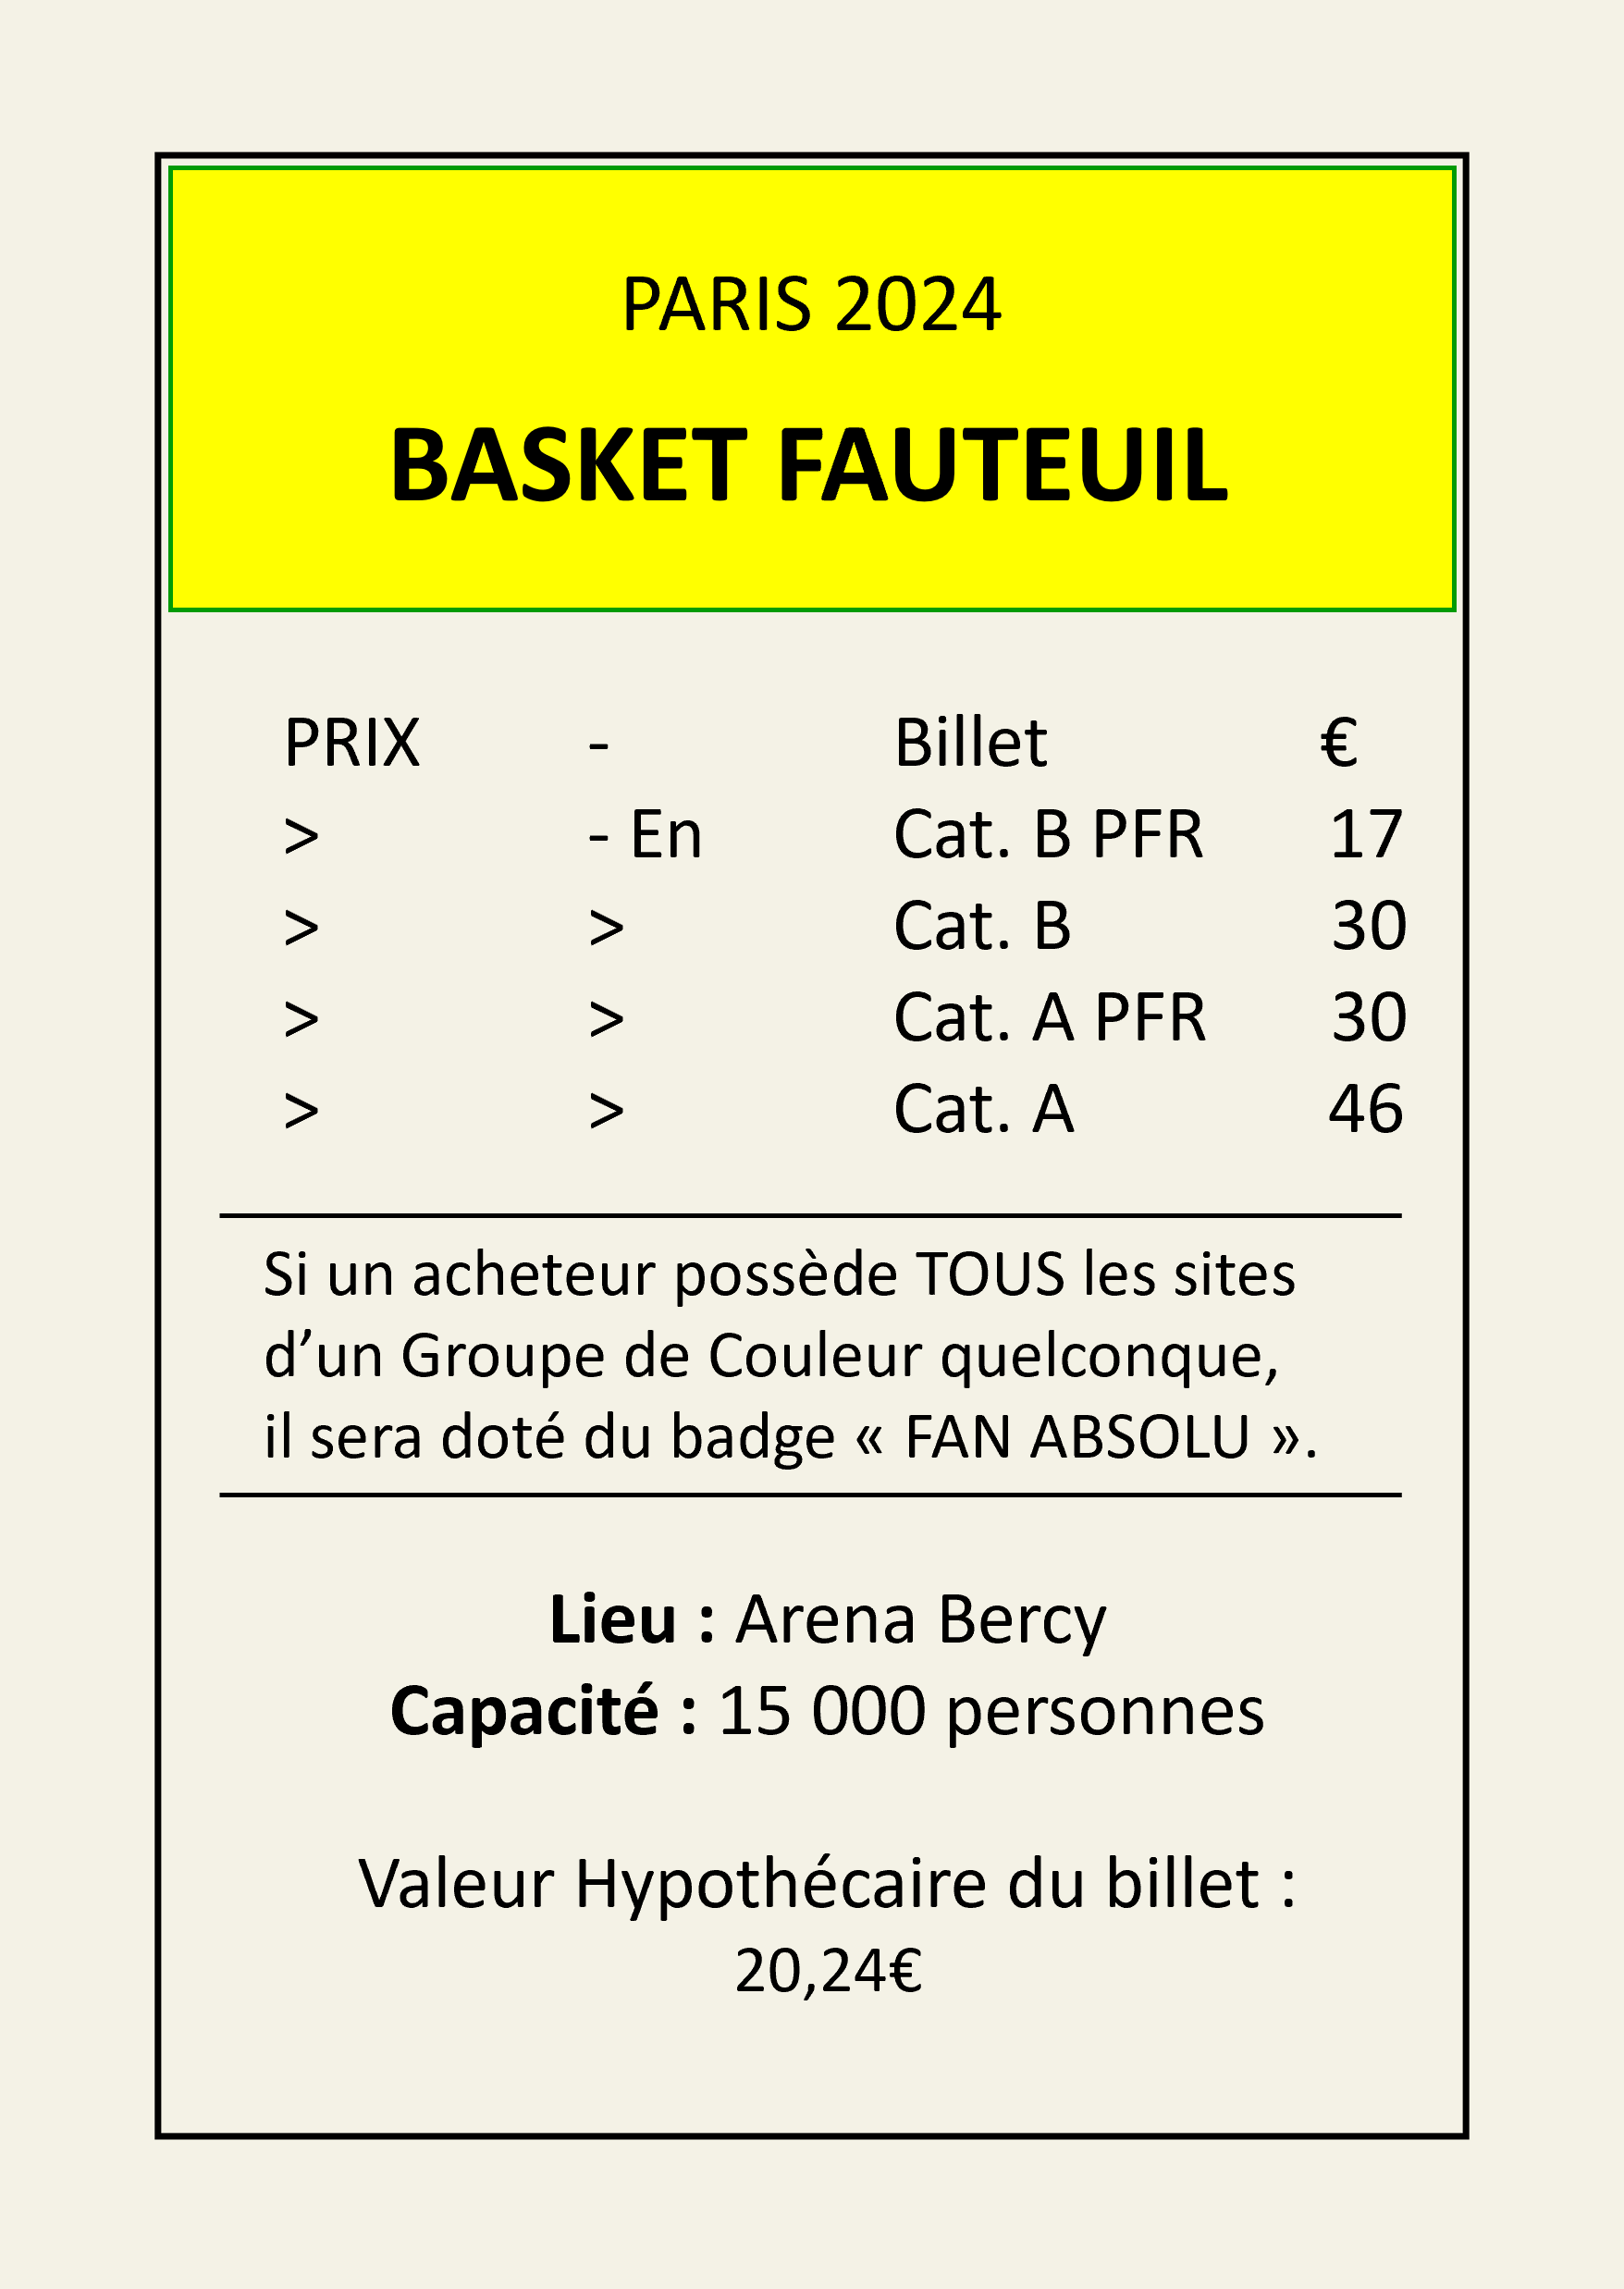 PARIS 2024
BASKET FAUTEUIL
PRIX - Billet €
> - En Cat. B PFR 17
> > Cat. B 30
> > Cat. A PFR 30
> > Cat. A 46
Si un acheteur possède TOUS les sites
d’un Groupe de Couleur quelconque,
il sera doté du badge « FAN ABSOLU ».
Lieu : Arena Bercy
Capacité : 15 000 personnes
Valeur Hypothécaire du billet :
20,24€